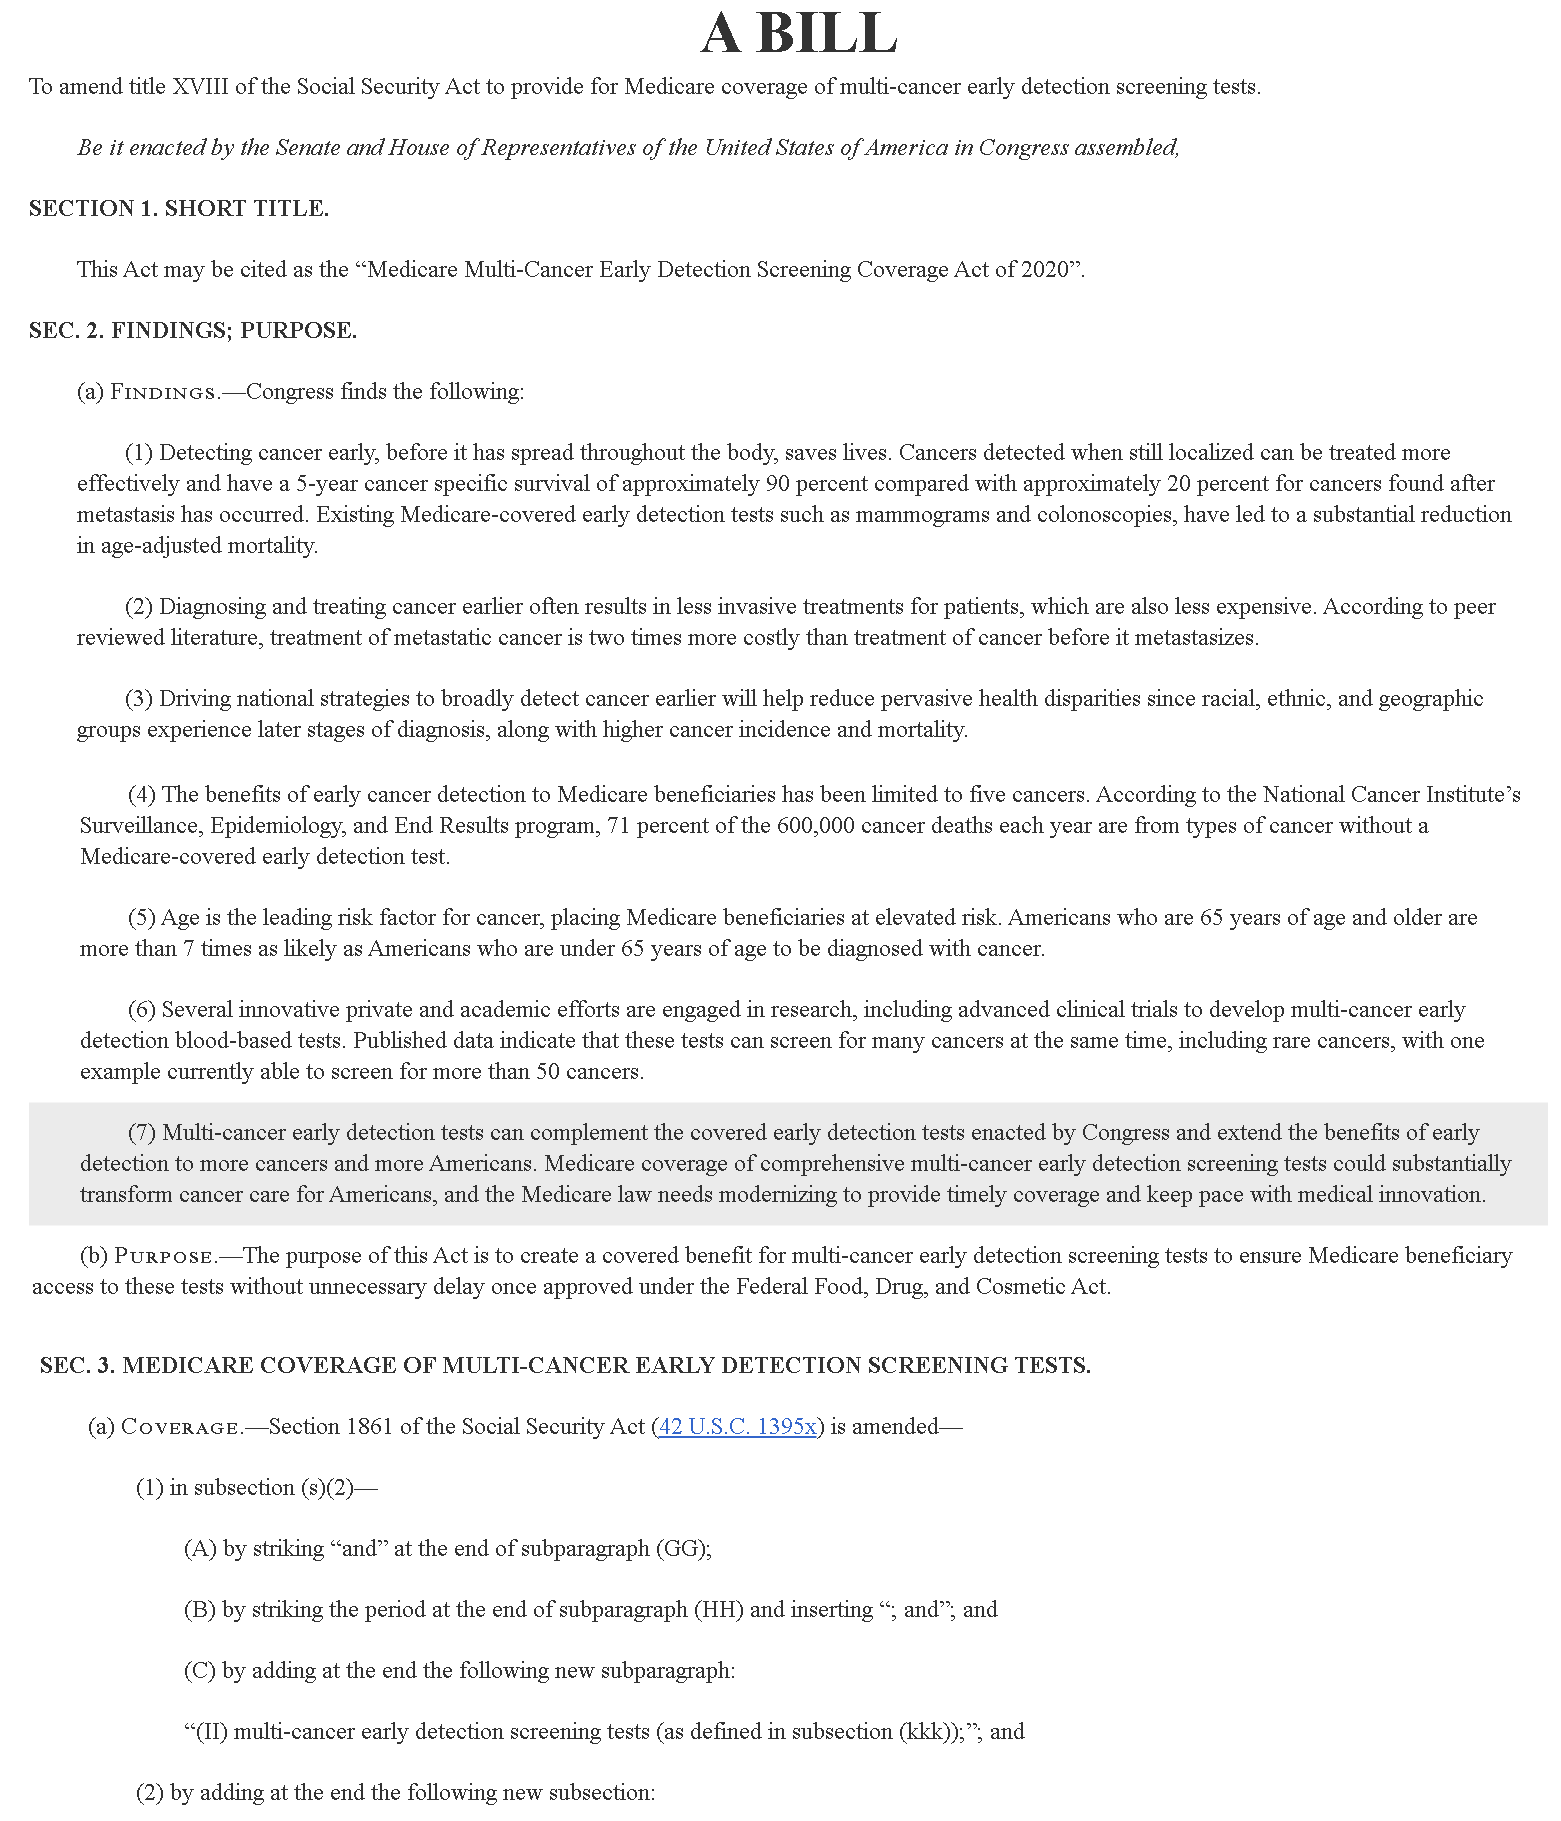 A BILL
To amend title XVIII of the Social Security Act to provide for Medicare coverage of multi-cancer early detection screening tests.
Be it enacted by the Senate and House of Representatives of the United States of America in Congress assembled,
SECTION 1. SHORT TITLE.
This Act may be cited as the “Medicare Multi-Cancer Early Detection Screening Coverage Act of 2020”.
SEC. 2. FINDINGS; PURPOSE.
(a) FINDINGS.—Congress finds the following:
(1) Detecting cancer early, before it has spread throughout the body, saves lives. Cancers detected when still localized can be treated more
effectively and have a 5-year cancer specific survival of approximately 90 percent compared with approximately 20 percent for cancers found after
metastasis has occurred. Existing Medicare-covered early detection tests such as mammograms and colonoscopies, have led to a substantial reduction
in age-adjusted mortality.
(2) Diagnosing and treating cancer earlier often results in less invasive treatments for patients, which are also less expensive. According to peer
reviewed literature, treatment of metastatic cancer is two times more costly than treatment of cancer before it metastasizes.
(3) Driving national strategies to broadly detect cancer earlier will help reduce pervasive health disparities since racial, ethnic, and geographic
groups experience later stages of diagnosis, along with higher cancer incidence and mortality.
(4) The benefits of early cancer detection to Medicare beneficiaries has been limited to five cancers. According to the National Cancer Institute’s
Surveillance, Epidemiology, and End Results program, 71 percent of the 600,000 cancer deaths each year are from types of cancer without a
Medicare-covered early detection test.
(5) Age is the leading risk factor for cancer, placing Medicare beneficiaries at elevated risk. Americans who are 65 years of age and older are
more than 7 times as likely as Americans who are under 65 years of age to be diagnosed with cancer.
(6) Several innovative private and academic efforts are engaged in research, including advanced clinical trials to develop multi-cancer early
detection blood-based tests. Published data indicate that these tests can screen for many cancers at the same time, including rare cancers, with one
example currently able to screen for more than 50 cancers.
(7) Multi-cancer early detection tests can complement the covered early detection tests enacted by Congress and extend the benefits of early
detection to more cancers and more Americans. Medicare coverage of comprehensive multi-cancer early detection screening tests could substantially
transform cancer care for Americans, and the Medicare law needs modernizing to provide timely coverage and keep pace with medical innovation.
(b) PURPOSE.—The purpose of this Act is to create a covered benefit for multi-cancer early detection screening tests to ensure Medicare beneficiary
access to these tests without unnecessary delay once approved under the Federal Food, Drug, and Cosmetic Act.
SEC. 3. MEDICARE COVERAGE OF MULTI-CANCER EARLY DETECTION SCREENING TESTS.
(a) COVERAGE.—Section 1861 of the Social Security Act (42 U.S.C. 1395x) is amended—
(1) in subsection (s)(2)—
(A) by striking “and” at the end of subparagraph (GG);
(B) by striking the period at the end of subparagraph (HH) and inserting “; and”; and
(C) by adding at the end the following new subparagraph:
“(II) multi-cancer early detection screening tests (as defined in subsection (kkk));”; and
(2) by adding at the end the following new subsection: